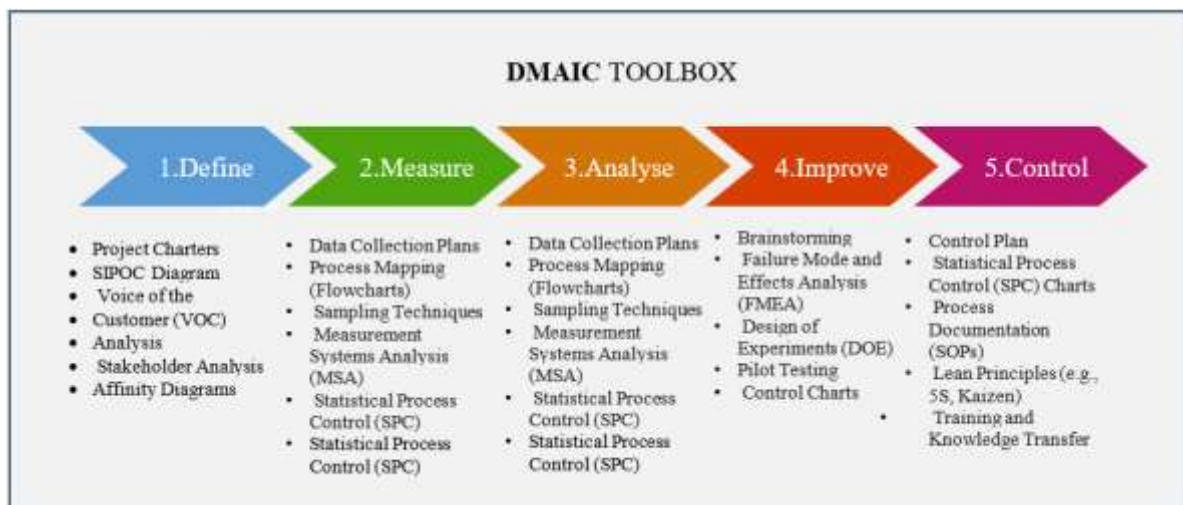 DMAIC TOOLBOX
1.Define
2.Measure
3.Analyse
4.Improve
5.Control
• Project Charters
• SIPOC Diagram
• Voice of the
• Customer (VOC)
• Analysis
• Stakeholder Analysis
• Affinity Diagrams
• Data Collection Plans
• Process Mapping
(Flowcharts)
• Sampling Techniques
• Measurement
Systems Analysis
(MSA)
• Statistical Process
Control (SPC)
• Statistical Process
Control (SPC)
• Data Collection Plans
• Process Mapping
(Flowcharts)
• Sampling Techniques
• Measurement
Systems Analysis
(MSA)
• Statistical Process
Control (SPC)
• Statistical Process
Control (SPC)
• Brainstorming
• Failure Mode and
Effects Analysis
(FMEA)
• Design of
Experiments (DOE)
• Pilot Testing
• Control Charts
• Control Plan
• Statistical Process
Control (SPC) Charts
• Process
Documentation
(SOPs)
• Lean Principles (e.g.,
5S, Kaizen)
• Training and
Knowledge Transfer